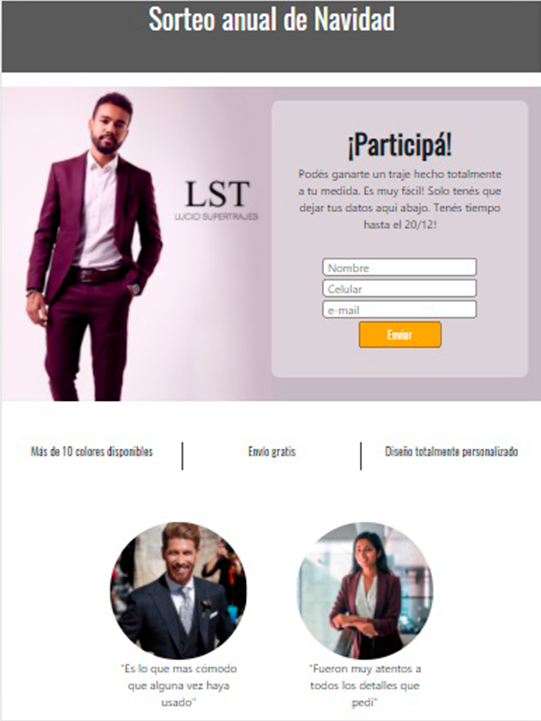 Sorteo anual de Navidad
¡Participá!
Podés ganarte un traje hecho totalmente
a tu medida. Es muy fácil! Solo tenés que
dejar tus datos aquí abajo. Tenés tiempo
hasta el 20/12!
LST
LUCIO SUPERTRAJES
Nombre
Celular
e-mail
Enviar
Más de 10 colores disponibles
Envío gratis
Diseño totalmente personalizado
"Es lo que mas cómodo
que alguna vez haya
usado"
"Fueron muy atentos a
todos los detalles que
pedí"